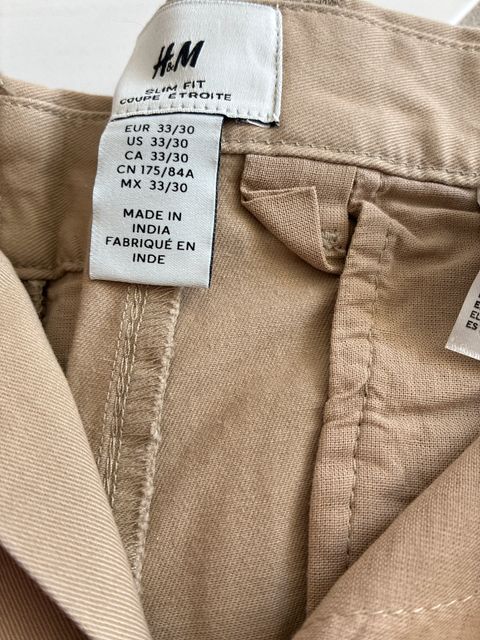 H&M
SLIM FIT
COUPE ÉTROITE
EUR 33/30
US 33/30
CA 33/30
CN 175/84A
MX 33/30
MADE IN
INDIA
FABRIQUÉ EN
INDE
ES